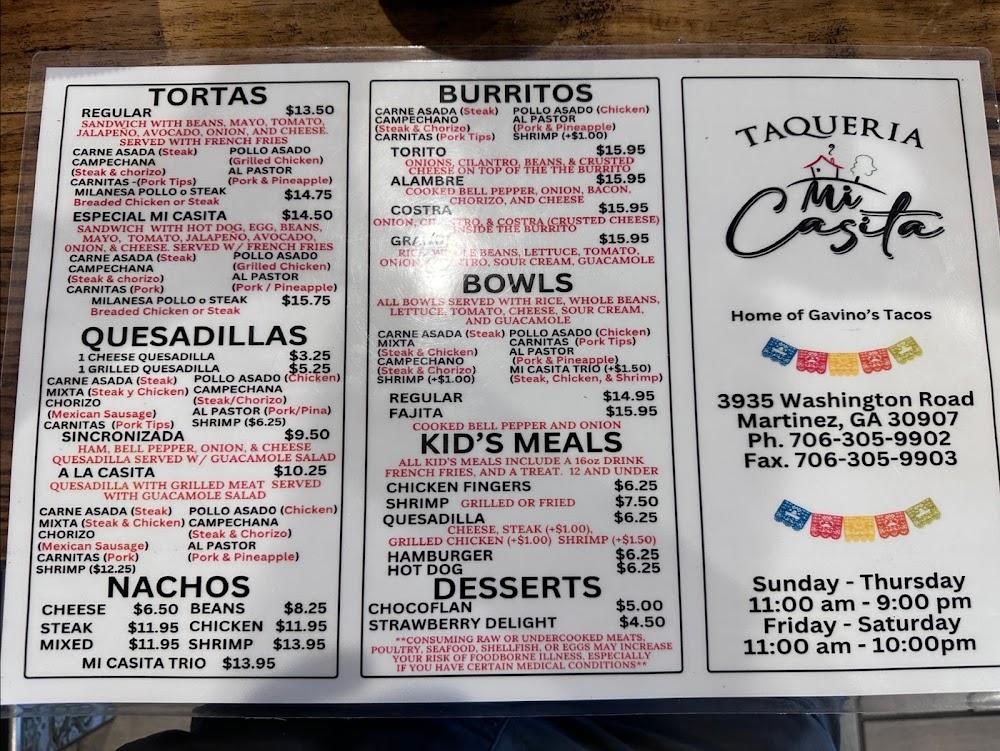 TORTAS
REGULAR $13.50
SANDWICH WITH BEANS, MAYO, TOMATO,
JALAPEÑO, AVOCADO, ONION, AND CHEESE.
SERVED WITH FRENCH FRIES
CARNE ASADA (Steak) POLLO ASADO
CAMPECHANA (Grilled Chicken)
(Steak & chorizo) AL PASTOR
CARNITAS -(Pork Tips) (Pork & Pineapple)
MILANESA POLLO o STEAK $14.75
Breaded Chicken or Steak
ESPECIAL MI CASITA $14.50
SANDWICH WITH HOT DOG, EGG, BEANS,
MAYO, TOMATO, JALAPEÑO, AVOCADO,
ONION, & CHEESE. SERVED W/ FRENCH FRIES
CARNE ASADA (Steak) POLLO ASADO
CAMPECHANA (Grilled Chicken)
(Steak & chorizo) AL PASTOR
CARNITAS (Pork) (Pork / Pineapple)
MILANESA POLLO o STEAK $15.75
Breaded Chicken or Steak
QUESADILLAS
1 CHEESE QUESADILLA $3.25
1 GRILLED QUESADILLA $5.25
CARNE ASADA (Steak) POLLO ASADO (Chicken)
MIXTA (Steak y Chicken) CAMPECHANA
CHORIZO (Steak/Chorizo)
(Mexican Sausage) AL PASTOR (Pork/Pina)
CARNITAS (Pork Tips) SHRIMP ($6.25)
SINCRONIZADA $9.50
HAM, BELL PEPPER, ONION, & CHEESE
QUESADILLA SERVED W/ GUACAMOLE SALAD
A LA CASITA $10.25
QUESADILLA WITH GRILLED MEAT SERVED
WITH GUACAMOLE SALAD
CARNE ASADA (Steak) POLLO ASADO (Chicken)
MIXTA (Steak & Chicken) CAMPECHANA
CHORIZO (Steak & Chorizo)
(Mexican Sausage) AL PASTOR
CARNITAS (Pork) (Pork & Pineapple)
SHRIMP ($12.25)
NACHOS
CHEESE $6.50 BEANS $8.25
STEAK $11.95 CHICKEN $11.95
MIXED $11.95 SHRIMP $13.95
MI CASITA TRIO $13.95
BURRITOS
CARNE ASADA (Steak) POLLO ASADO (Chicken)
CAMPECHANO AL PASTOR
(Steak & Chorizo) (Pork & Pineapple)
CARNITAS (Pork Tips) SHRIMP (+$1.00)
TORITO $15.95
ONIONS, CILANTRO, BEANS, & CRUSTED
CHEESE ON TOP OF THE THE BURRITO
ALAMBRE $15.95
COOKED BELL PEPPER, ONION, BACON,
CHORIZO, AND CHEESE
COSTRA $15.95
ONION, & COSTRA (CRUSTED CHEESE)
INSIDE THE BURRITO
$15.95
BEANS, LETTUCE, TOMATO,
SOUR CREAM, GUACAMOLE
BOWLS
ALL BOWLS SERVED WITH RICE, WHOLE BEANS,
LETTUCE, TOMATO, CHEESE, SOUR CREAM,
AND GUACAMOLE
CARNE ASADA (Steak) POLLO ASADO (Chicken)
MIXTA CARNITAS (Pork Tips)
(Steak & Chicken) AL PASTOR
CAMPECHANO (Pork & Pineapple)
(Steak & Chorizo) MI CASITA TRIO (+$1.50)
SHRIMP (+$1.00) (Steak, Chicken, & Shrimp)
REGULAR $14.95
FAJITA $15.95
COOKED BELL PEPPER AND ONION
KID'S MEALS
ALL KID'S MEALS INCLUDE A 16oz DRINK
FRENCH FRIES, AND A TREAT. 12 AND UNDER
CHICKEN FINGERS $6.25
SHRIMP GRILLED OR FRIED $7.50
QUESADILLA $6.25
CHEESE, STEAK (+$1.00),
GRILLED CHICKEN (+$1.00) SHRIMP (+$1.50)
HAMBURGER $6.25
HOT DOG $6.25
DESSERTS
CHOCOFLAN $5.00
STRAWBERRY DELIGHT $4.50
**CONSUMING RAW OR UNDERCOOKED MEATS,
POULTRY, SEAFOOD, SHELLFISH, OR EGGS MAY INCREASE
YOUR RISK OF FOODBORNE ILLNESS, ESPECIALLY
IF YOU HAVE CERTAIN MEDICAL CONDITIONS**
TAQUERIA
Mi
Casita
Home of Gavino's Tacos
3935 Washington Road
Martinez, GA 30907
Ph. 706-305-9902
Fax. 706-305-9903
Sunday - Thursday
11:00 am - 9:00 pm
Friday - Saturday
11:00 am - 10:00pm